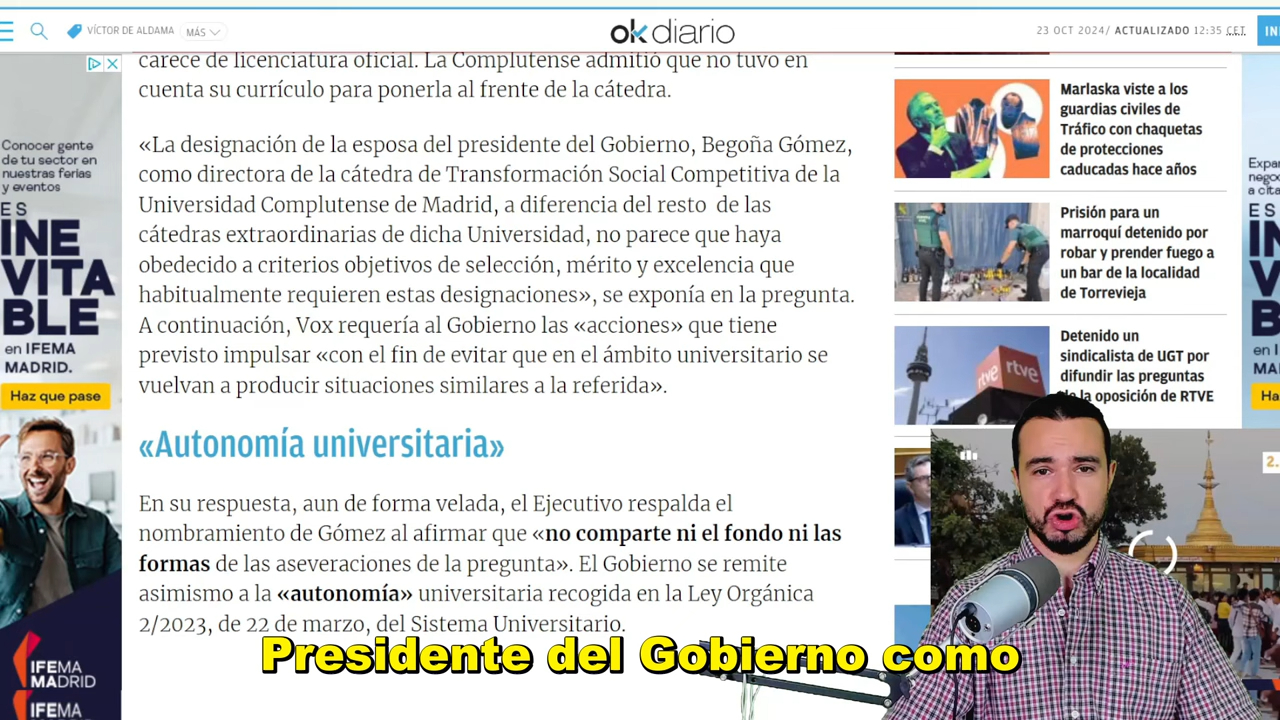 VÍCTOR DE ALDAMA
MÁS
okdiario
23 OCT 2024/ ACTUALIZADO 12:35 CET
carece de licenciatura oficial. La Complutense admitió que no tuvo en
cuenta su currículo para ponerla al frente de la cátedra.
«La designación de la esposa del presidente del Gobierno, Begoña Gómez,
como directora de la cátedra de Transformación Social Competitiva de la
Universidad Complutense de Madrid, a diferencia del resto de las
cátedras extraordinarias de dicha Universidad, no parece que haya
obedecido a criterios objetivos de selección, mérito y excelencia que
habitualmente requieren estas designaciones», se exponía en la pregunta.
A continuación, Vox requería al Gobierno las «acciones» que tiene
previsto impulsar «con el fin de evitar que en el ámbito universitario se
vuelvan a producir situaciones similares a la referida».
«Autonomía universitaria»
En su respuesta, aun de forma velada, el Ejecutivo respalda el
nombramiento de Gómez al afirmar que «no comparte ni el fondo ni las
formas de las aseveraciones de la pregunta». El Gobierno se remite
asimismo a la «autonomía» universitaria recogida en la Ley Orgánica
2/2023, de 22 de marzo, del Sistema Universitario.
Presidente del Gobierno como
Conocer gente
de tu sector en
nuestras ferias
y eventos
ES
INE
VITA
BLE
en IFEMA
MADRID.
Haz que pase
IFEMA
MADRID
IFEMA
Marlaska viste a los
guardias civiles de
Tráfico con chaquetas
de protecciones
caducadas hace años
Prisión para un
marroquí detenido por
robar y prender fuego a
un bar de la localidad
de Torrevieja
rtve
rtve
Detenido un
sindicalista de UGT por
difundir las preguntas
la oposición de RTVE
2.